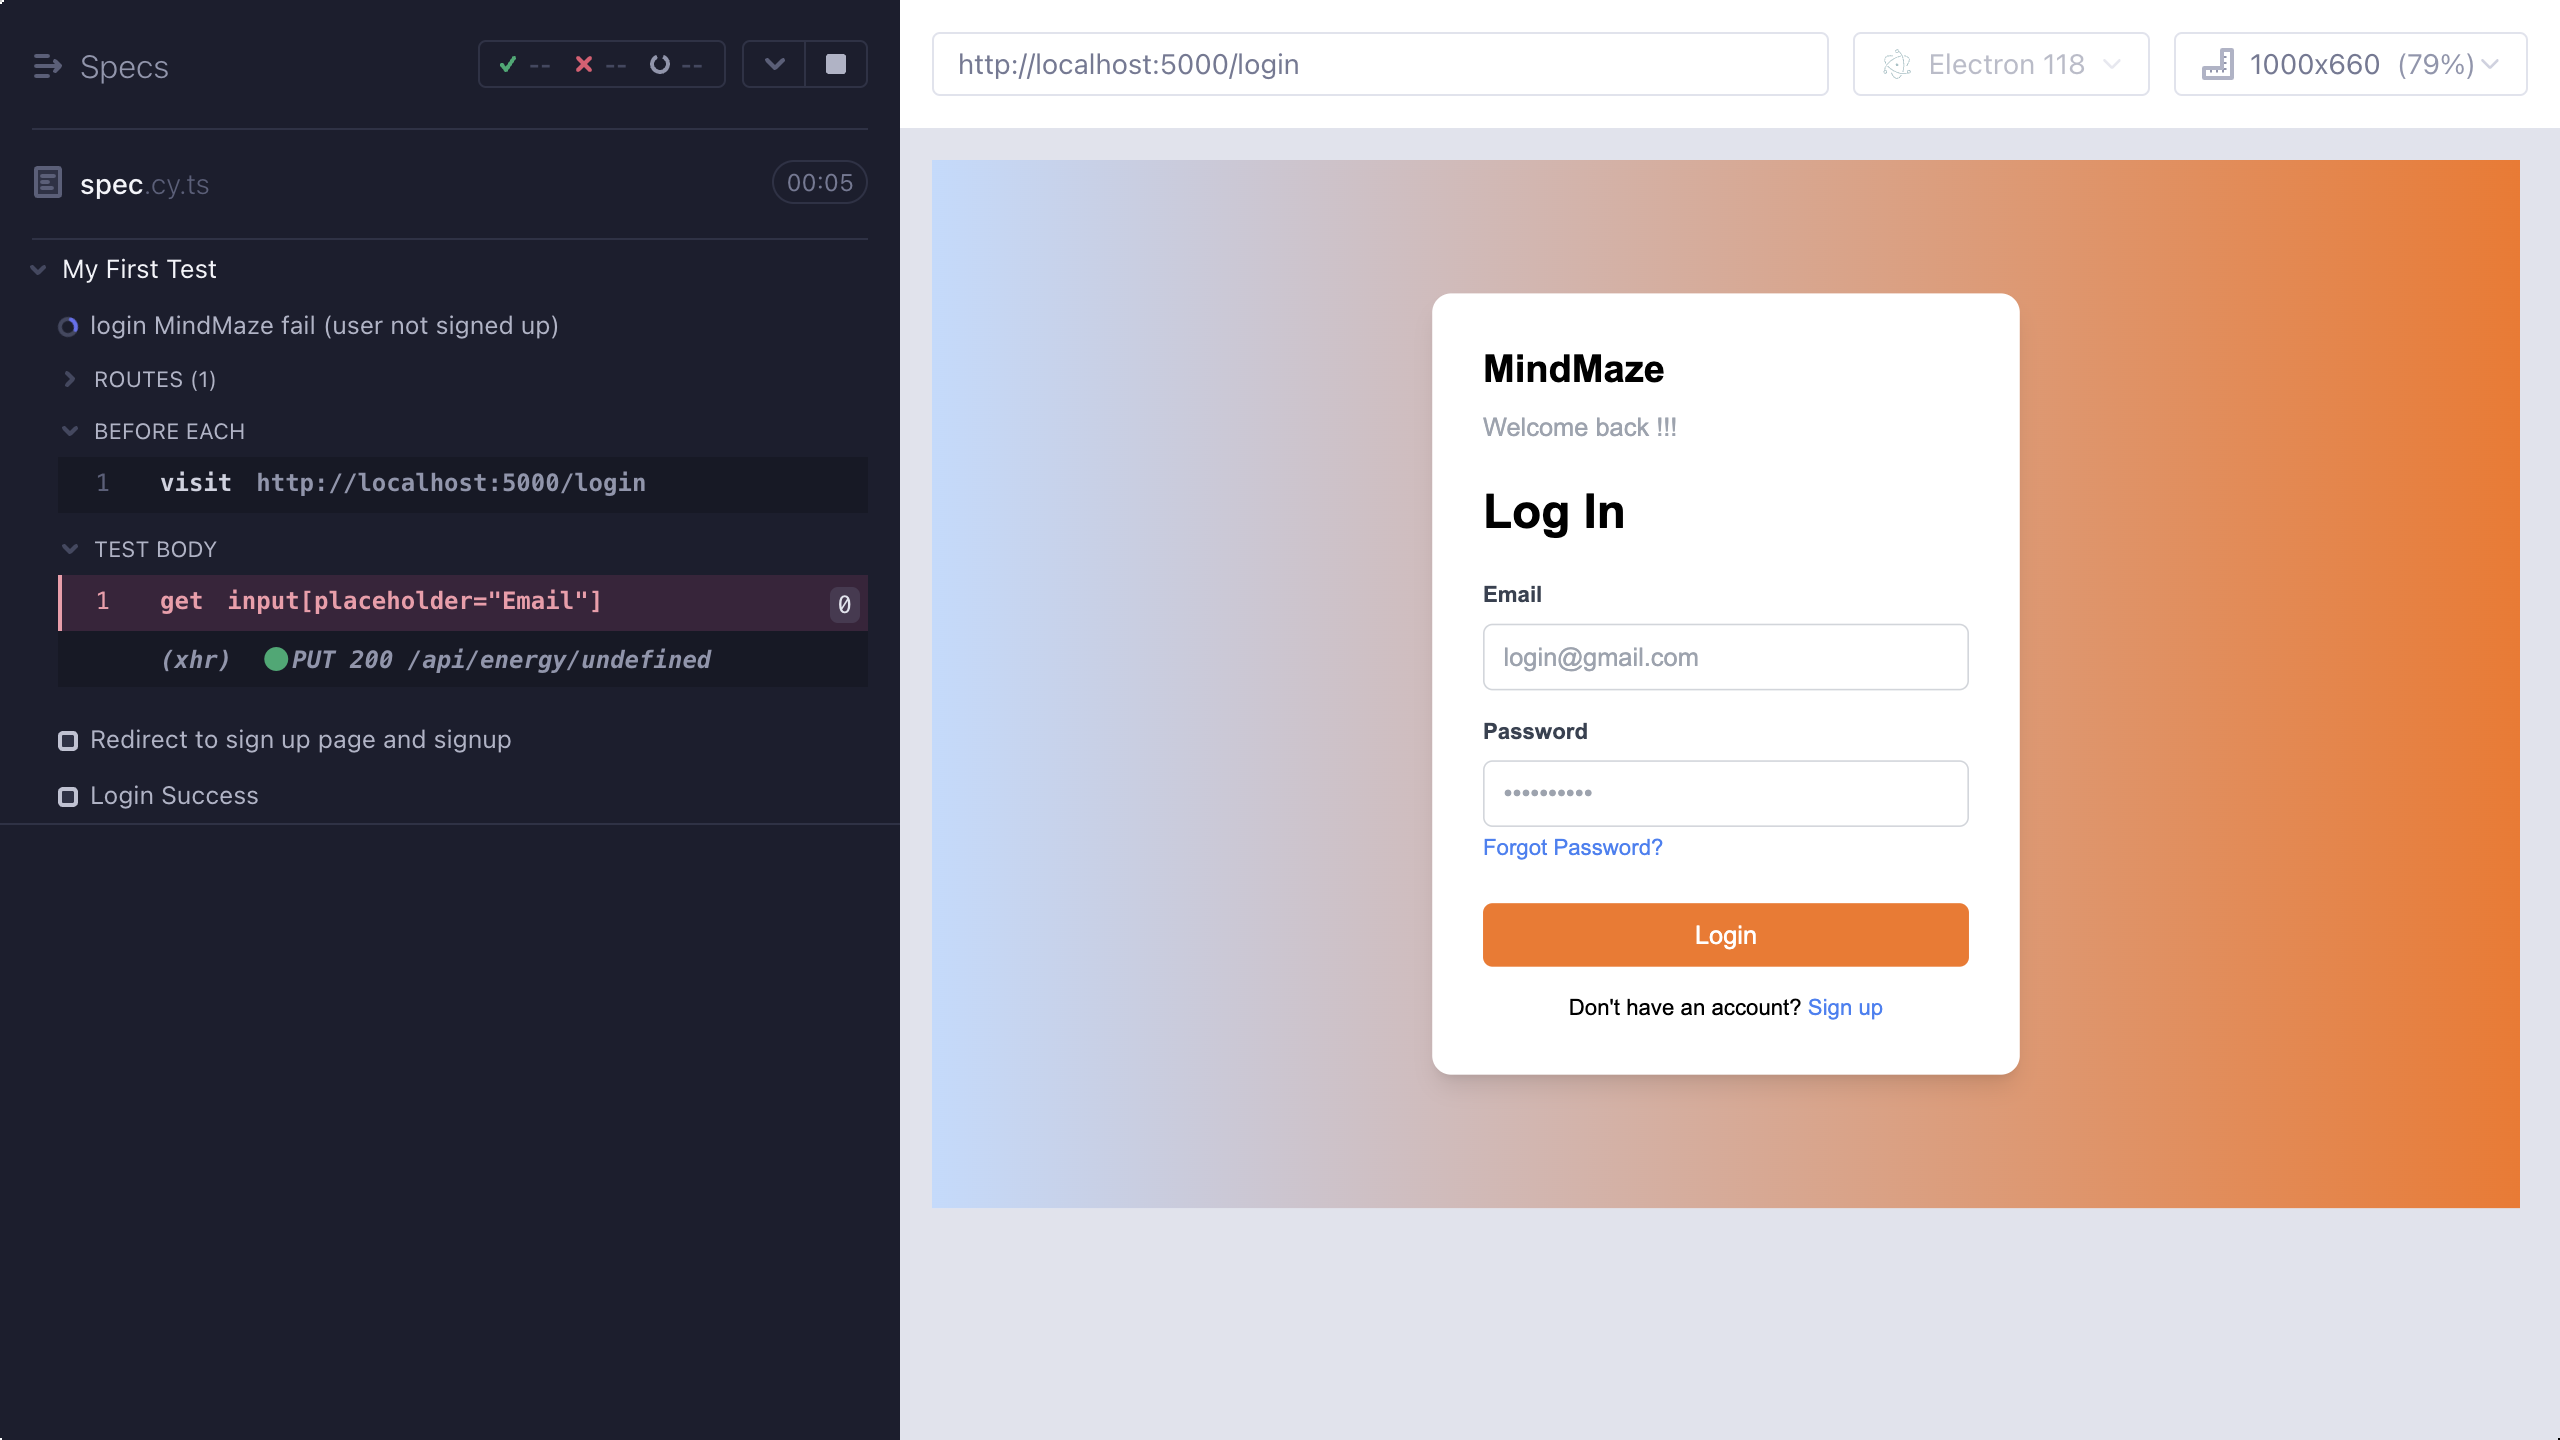 Specs
-- -- --
spec.cy.ts
00:05
My First Test
login MindMaze fail (user not signed up)
ROUTES (1)
BEFORE EACH
1 visit http://localhost:5000/login
TEST BODY
1 get input[placeholder="Email"] 0
(xhr) PUT 200 /api/energy/undefined
Redirect to sign up page and signup
Login Success
http://localhost:5000/login
Electron 118
1000x660 (79%)
MindMaze
Welcome back !!!
Log In
Email
login@gmail.com
Password
••••••••••
Forgot Password?
Login
Don't have an account? Sign up